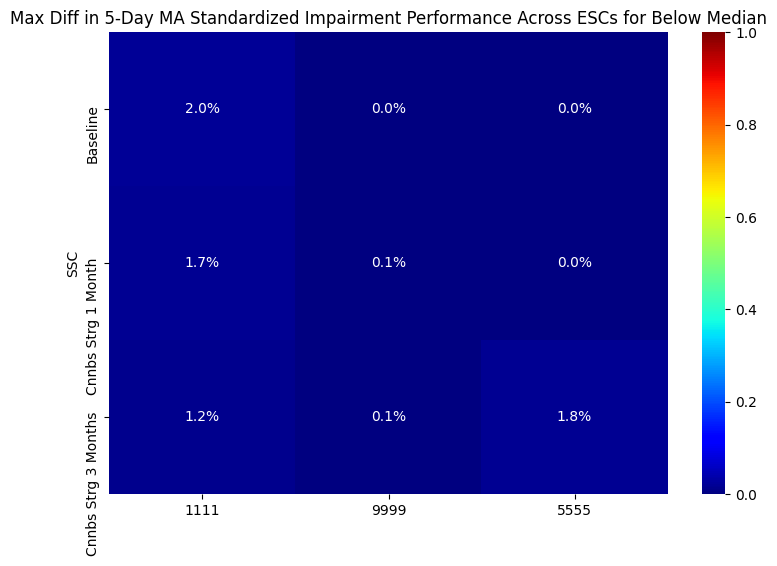 Max Diff in 5-Day MA Standardized Impairment Performance Across ESCs for Below Median
SSC
Baseline
2.0% 0.0% 0.0%
Cnnbs Strg 1 Month
1.7% 0.1% 0.0%
Cnnbs Strg 3 Months
1.2% 0.1% 1.8%
1111 9999 5555
1.0
0.8
0.6
0.4
0.2
0.0